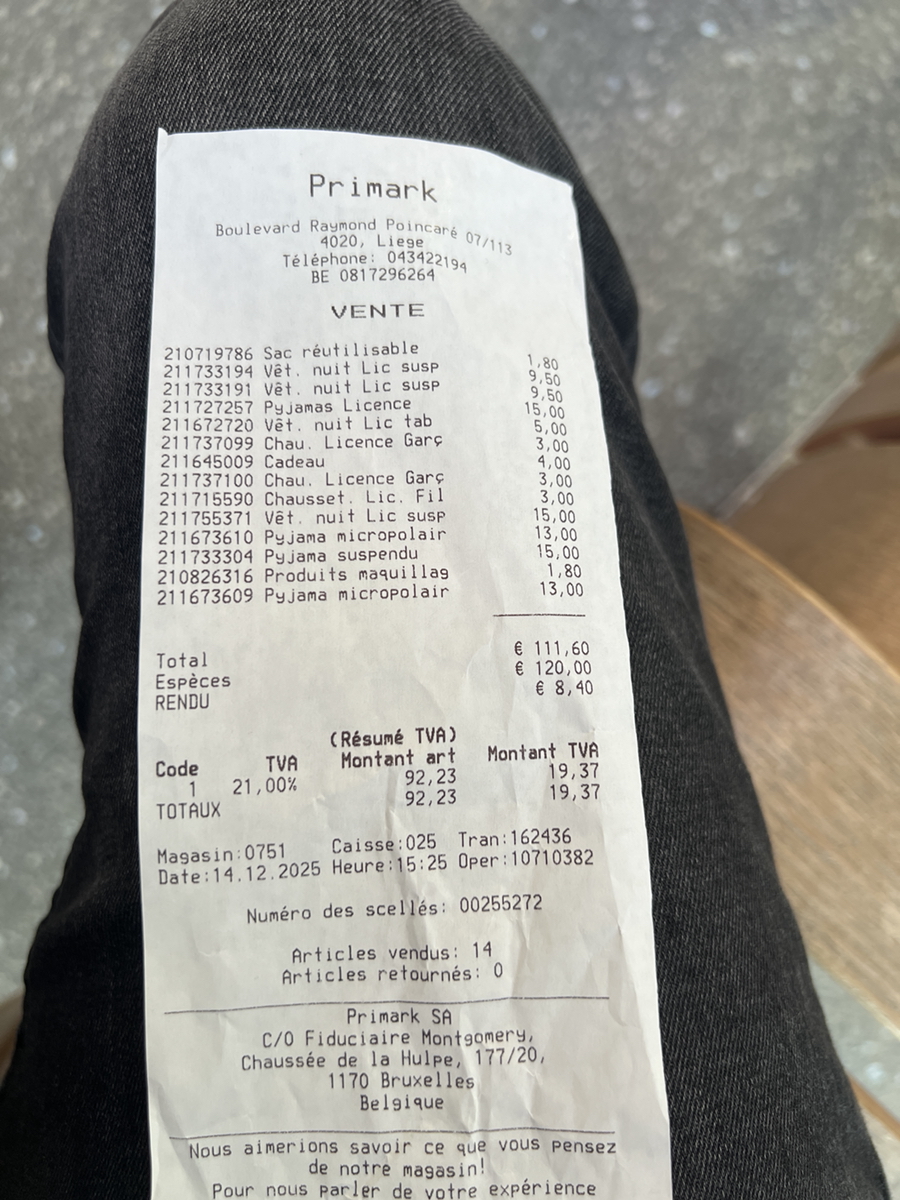 Primark
Boulevard Raymond Poincaré 07/113
4020, Liege
Téléphone: 043422194
BE 0817296264
VENTE
210719786 Sac réutilisable 1,80
211733194 Vêt. nuit Lic susp 9,50
211733191 Vêt. nuit Lic susp 9,50
211727257 Pyjamas Licence 15,00
211672720 Vêt. nuit Lic tab 5,00
211737099 Chau. Licence Garç 3,00
211645009 Cadeau 4,00
211737100 Chau. Licence Garç 3,00
211715590 Chausset. Lic. Fil 3,00
211755371 Vêt. nuit Lic susp 15,00
211673610 Pyjama micropolair 13,00
211733304 Pyjama suspendu 15,00
210826316 Produits maquillag 1,80
211673609 Pyjama micropolair 13,00
Total € 111,60
Espèces € 120,00
RENDU € 8,40
(Résumé TVA)
Code TVA Montant art Montant TVA
1 21,00% 92,23 19,37
TOTAUX 92,23 19,37
Magasin:0751 Caisse:025 Tran:162436
Date:14.12.2025 Heure:15:25 Oper:10710382
Numéro des scellés: 00255272
Articles vendus: 14
Articles retournés: 0
Primark SA
C/O Fiduciaire Montgomery,
Chaussée de la Hulpe, 177/20,
1170 Bruxelles
Belgique
Nous aimerions savoir ce que vous pensez
de notre magasin!
Pour nous parler de votre expérience